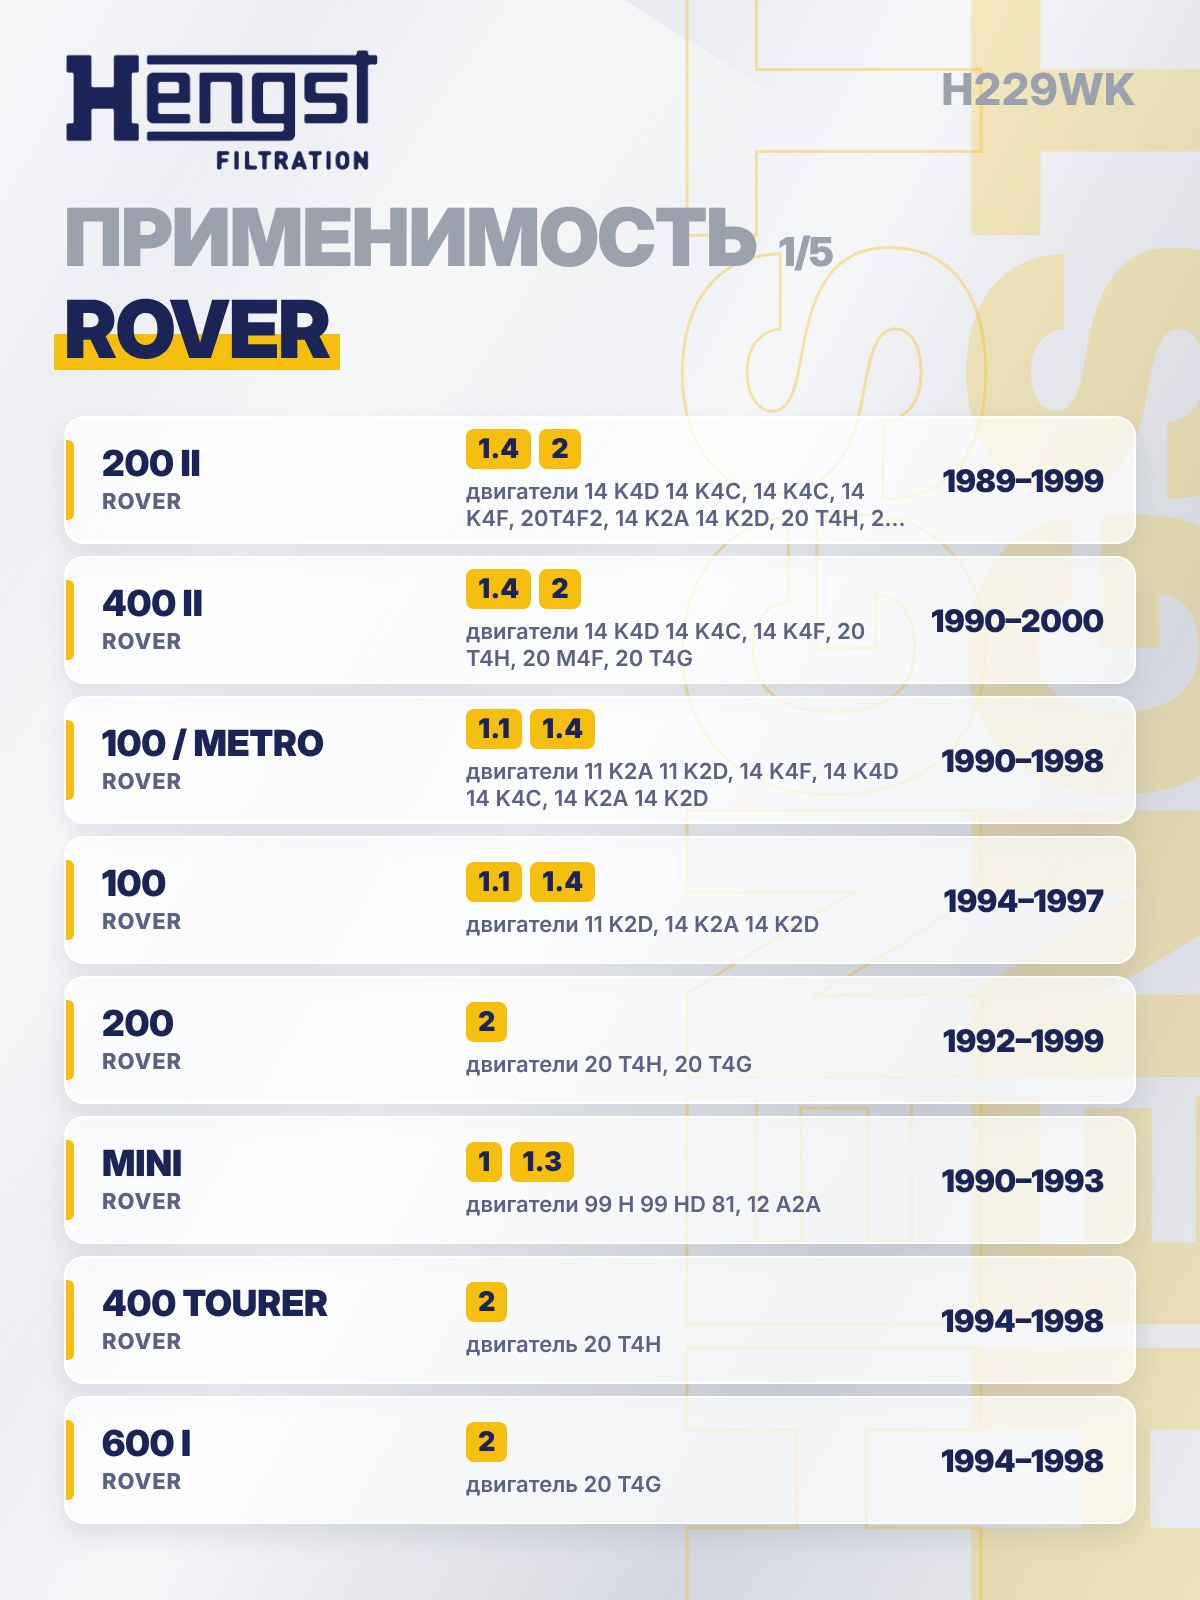 Hengst
FILTRATION
H229WK
ПРИМЕНИМОСТЬ 1/5
ROVER
200 II
ROVER
1.4 2
двигатели 14 K4D 14 K4C, 14 K4C, 14
K4F, 20T4F2, 14 K2A 14 K2D, 20 T4H, 2...
1989–1999
400 II
ROVER
1.4 2
двигатели 14 K4D 14 K4C, 14 K4F, 20
T4H, 20 M4F, 20 T4G
1990–2000
100 / METRO
ROVER
1.1 1.4
двигатели 11 K2A 11 K2D, 14 K4F, 14 K4D
14 K4C, 14 K2A 14 K2D
1990–1998
100
ROVER
1.1 1.4
двигатели 11 K2D, 14 K2A 14 K2D
1994–1997
200
ROVER
2
двигатели 20 T4H, 20 T4G
1992–1999
MINI
ROVER
1 1.3
двигатели 99 H 99 HD 81, 12 A2A
1990–1993
400 TOURER
ROVER
2
двигатель 20 T4H
1994–1998
600 I
ROVER
2
двигатель 20 T4G
1994–1998
HENGST
HENGST